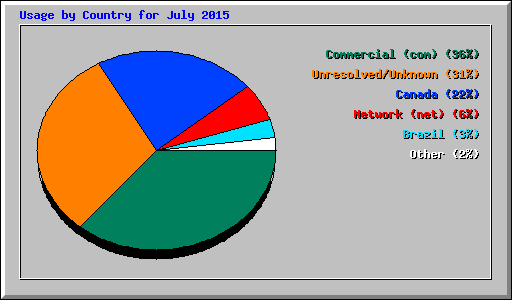 Usage by Country for July 2015
Commercial (com) (36%)
Unresolved/Unknown (31%)
Canada (22%)
Network (net) (6%)
Brazil (3%)
Other (2%)